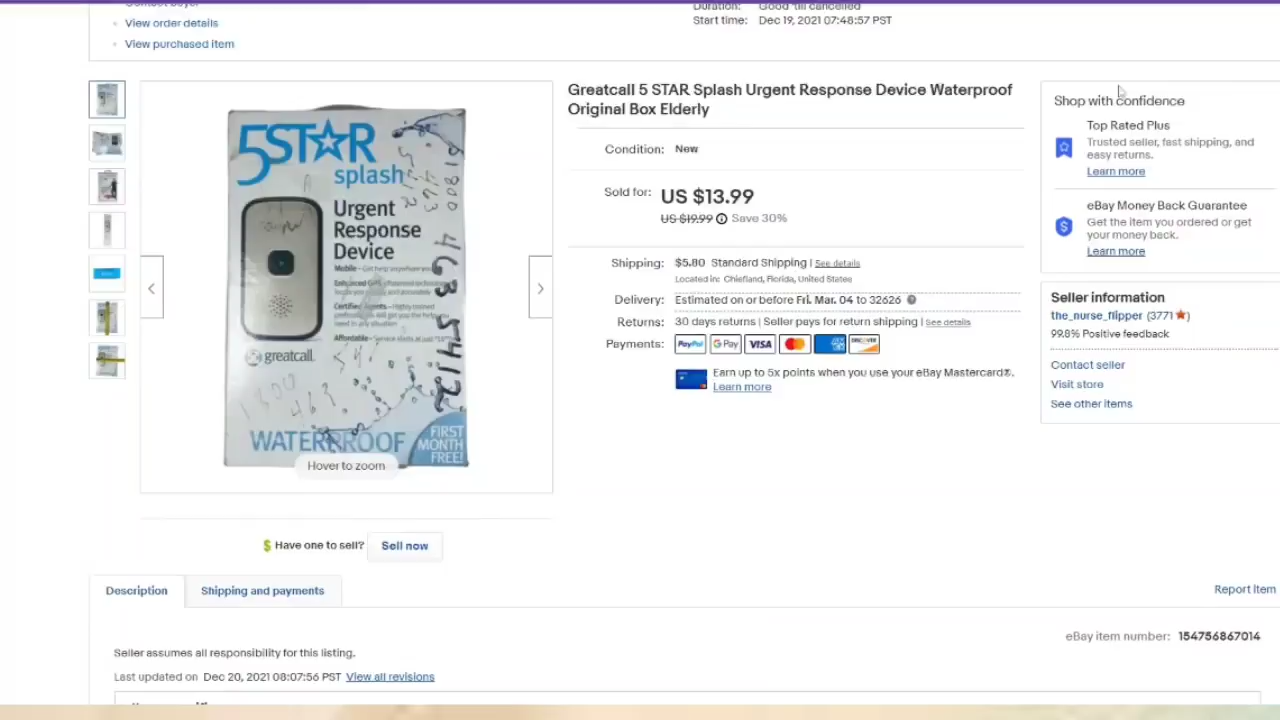 View order details
View purchased item
Duration: Good 'till cancelled
Start time: Dec 19, 2021 07:48:57 PST
5STAR
splash
Urgent
Response
Device
greatcall
WATERPROOF
FIRST
MONTH
FREE!
Hover to zoom
Greatcall 5 STAR Splash Urgent Response Device Waterproof
Original Box Elderly
Condition: New
Sold for: US $13.99
US $19.99 Save 30%
Shipping: $5.80 Standard Shipping | See details
Located in: Chiefland, Florida, United States
Delivery: Estimated on or before Fri. Mar. 04 to 32626
Returns: 30 days returns | Seller pays for return shipping | See details
Payments: PayPal G Pay VISA
Earn up to 5x points when you use your eBay Mastercard®.
Learn more
Shop with confidence
Top Rated Plus
Trusted seller, fast shipping, and
easy returns.
Learn more
eBay Money Back Guarantee
Get the item you ordered or get
your money back.
Learn more
Seller information
the_nurse_flipper (3771)
99.8% Positive feedback
Contact seller
Visit store
See other items
$ Have one to sell? Sell now
Description
Shipping and payments
Report item
eBay item number: 154756867014
Seller assumes all responsibility for this listing.
Last updated on Dec 20, 2021 08:07:56 PST View all revisions